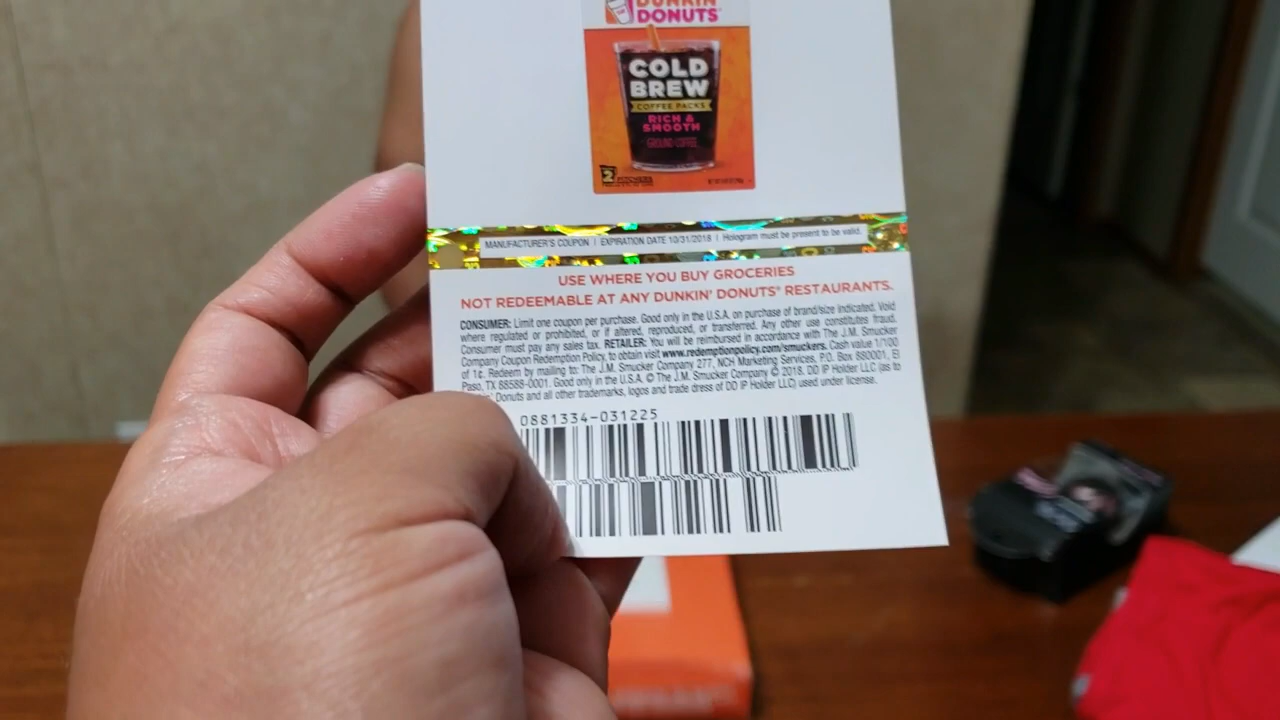 DUNKIN'
DONUTS
COLD
BREW
COFFEE PACKS
RICH &
SMOOTH
GROUND COFFEE
2 PITCHERS
MANUFACTURER'S COUPON | EXPIRATION DATE 10/31/2018 | Hologram must be present to be valid.
USE WHERE YOU BUY GROCERIES
NOT REDEEMABLE AT ANY DUNKIN' DONUTS® RESTAURANTS.
CONSUMER: Limit one coupon per purchase. Good only in the U.S.A. on purchase of brand/size indicated. Void
where regulated or prohibited, or if altered, reproduced, or transferred. Any other use constitutes fraud.
Consumer must pay any sales tax. RETAILER: You will be reimbursed in accordance with The J.M. Smucker
Company Coupon Redemption Policy, to obtain visit www.redemptionpolicy.com/smuckers. Cash value 1/100
of 1¢. Redeem by mailing to: The J.M. Smucker Company 277, NCH Marketing Services, P.O. Box 880001, El
Paso, TX 88588-0001. Good only in the U.S.A. © The J.M. Smucker Company © 2018. DD IP Holder LLC (as to
Donuts and all other trademarks, logos and trade dress of DD IP Holder LLC) used under license.
0881334-031225